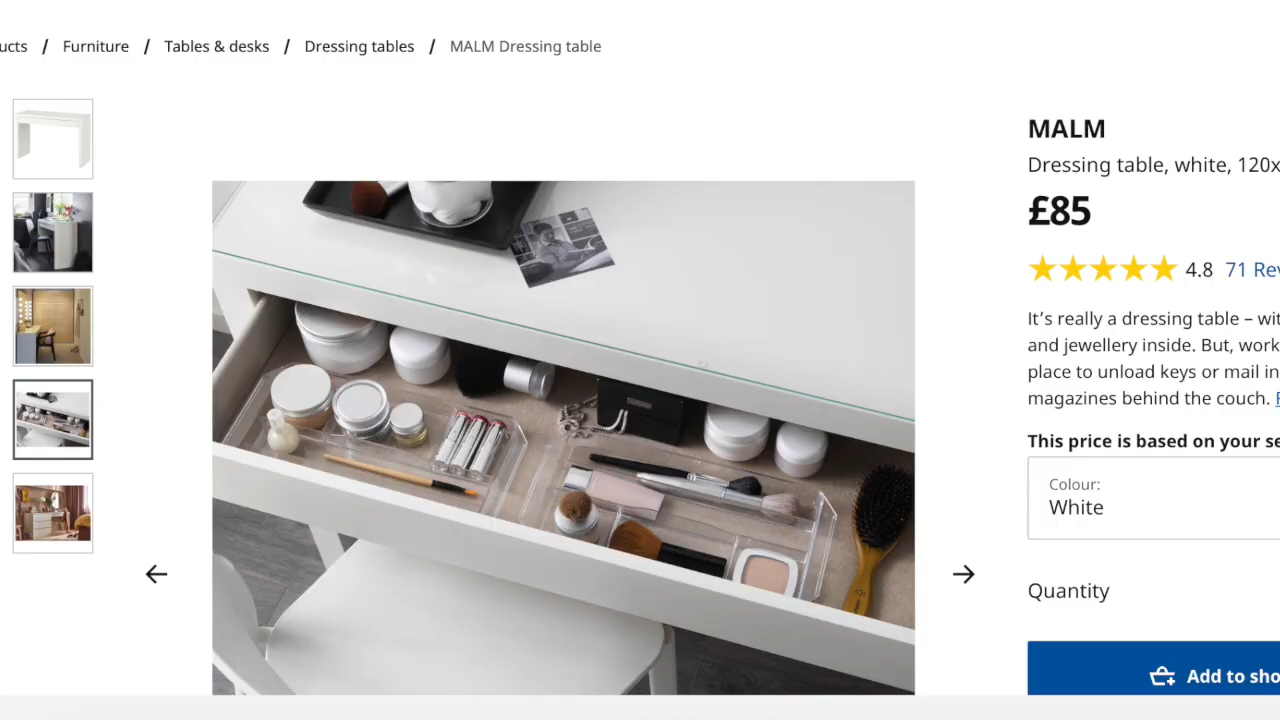 ucts / Furniture / Tables & desks / Dressing tables / MALM Dressing table
MALM
Dressing table, white, 120x
£85
4.8 71 Rev
It's really a dressing table – wit
and jewellery inside. But, work
place to unload keys or mail in
magazines behind the couch.
This price is based on your se
Colour:
White
Quantity
Add to sho